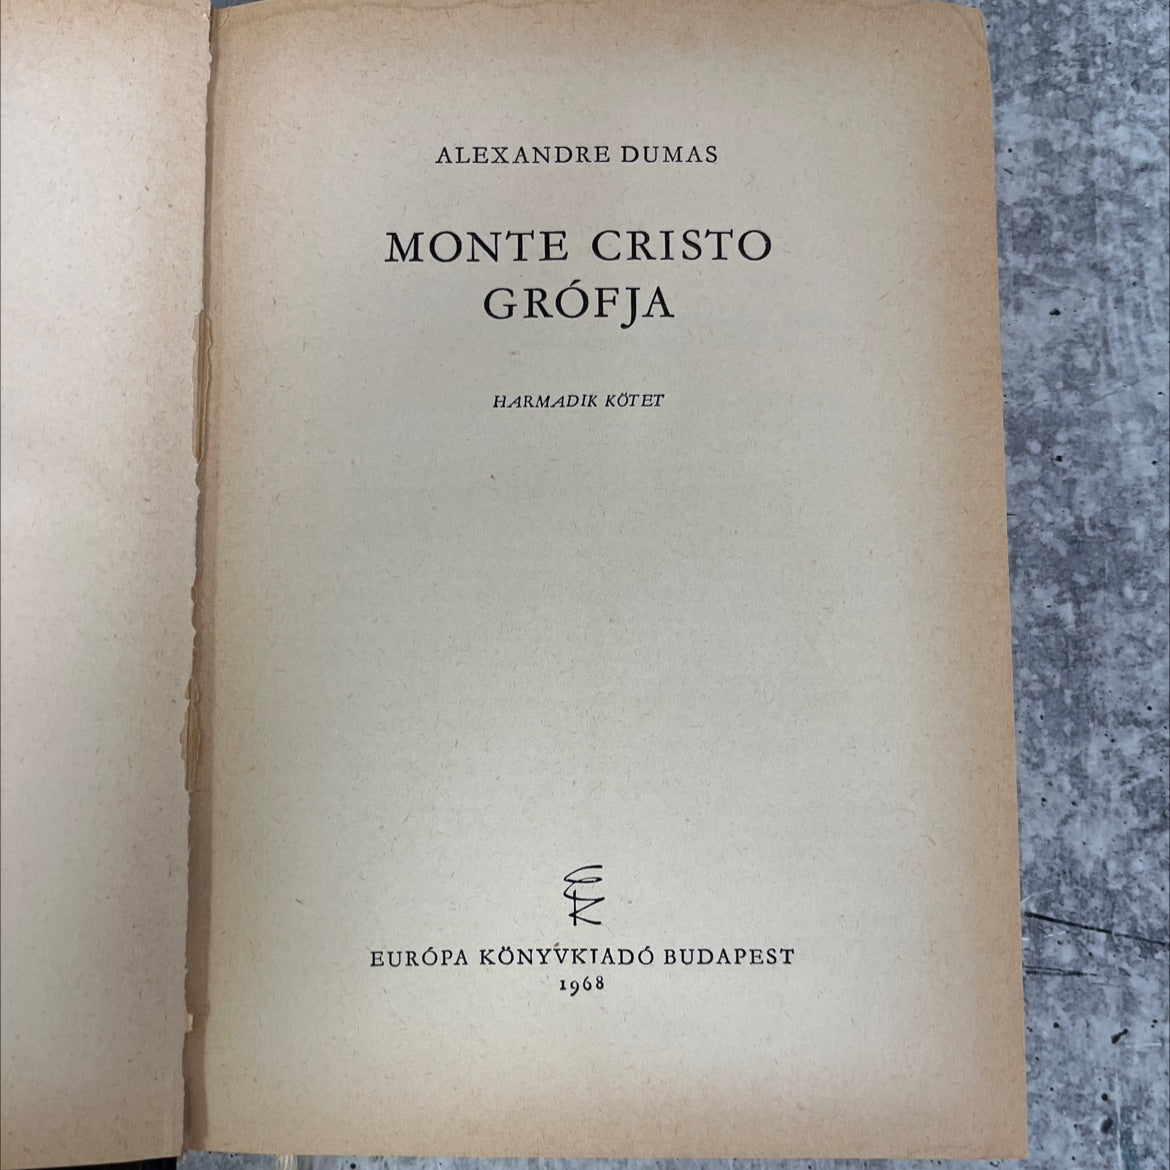 ALEXANDRE DUMAS
MONTE CRISTO
GRÓFJA
HARMADIK KÖTET
EURÓPA KÖNYVKIADÓ BUDAPEST
1968